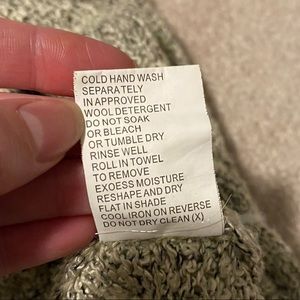 COLD HAND WASH
SEPARATELY
IN APPROVED
WOOL DETERGENT
DO NOT SOAK
OR BLEACH
OR TUMBLE DRY
RINSE WELL
ROLL IN TOWEL
TO REMOVE
EXOESS MOISTURE
RESHAPE AND DRY
FLAT IN SHADE
COOL IRON ON REVERSE
DO NOT DRY CLEAN (X)